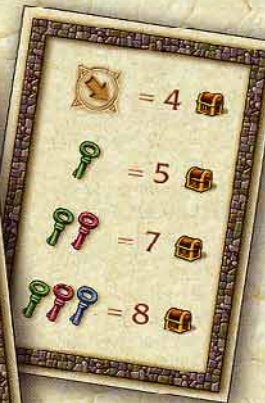 = 4
= 5
= 7
= 8